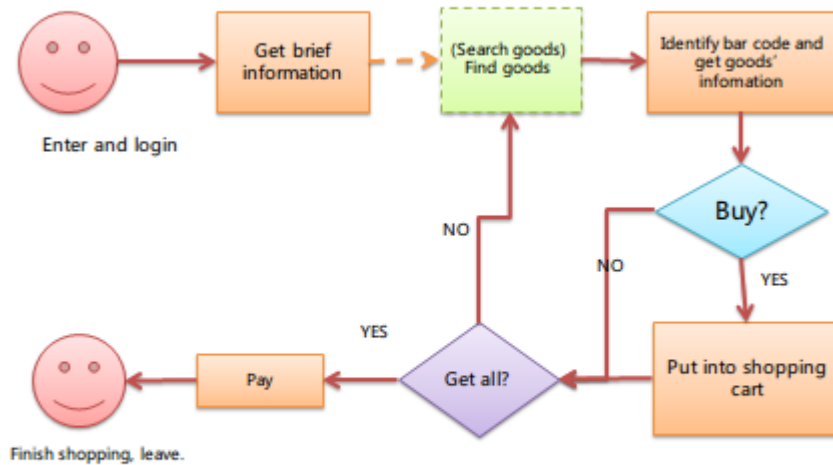 Get brief
information
(Search goods)
Find goods
Identify bar code and
get goods'
infomation
Enter and login
Buy?
NO
NO
YES
YES
Put into shopping
cart
Get all?
Pay
Finish shopping, leave.